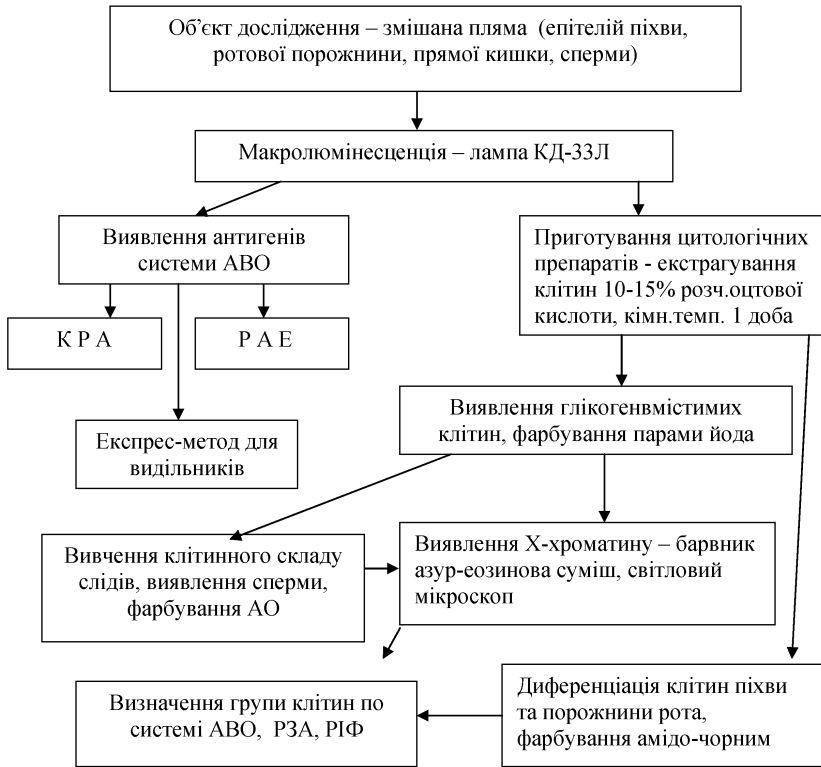 Об’єкт дослідження – змішана пляма (епітелій піхви,
ротової порожнини, прямої кишки, сперми)
Макролюмінесценція – лампа КД-33Л
Виявлення антигенів
системи АВО
Приготування цитологічних
препаратів - екстрагування
клітин 10-15% розч.оцтової
кислоти, кімн.темп. 1 доба
К Р А
Р А Е
Виявлення глікогенвмістимих
клітин, фарбування парами йода
Експрес-метод для
видільників
Вивчення клітинного складу
слідів, виявлення сперми,
фарбування АО
Виявлення Х-хроматину – барвник
азур-еозинова суміш, світловий
мікроскоп
Визначення групи клітин по
системі АВО, РЗА, РІФ
Диференціація клітин піхви
та порожнини рота,
фарбування амідо-чорним